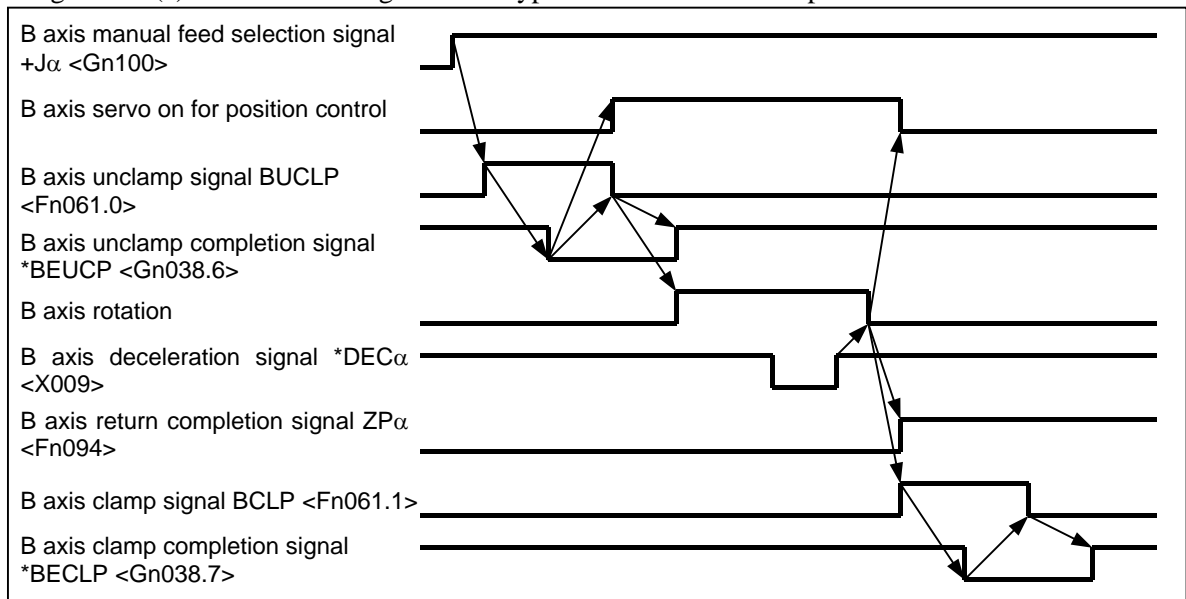 B axis manual feed selection signal
+Jα <Gn100>
B axis servo on for position control
B axis unclamp signal BUCLP
<Fn061.0>
B axis unclamp completion signal
*BEUCP <Gn038.6>
B axis rotation
B axis deceleration signal *DECα
<X009>
B axis return completion signal ZPα
<Fn094>
B axis clamp signal BCLP <Fn061.1>
B axis clamp completion signal
*BECLP <Gn038.7>